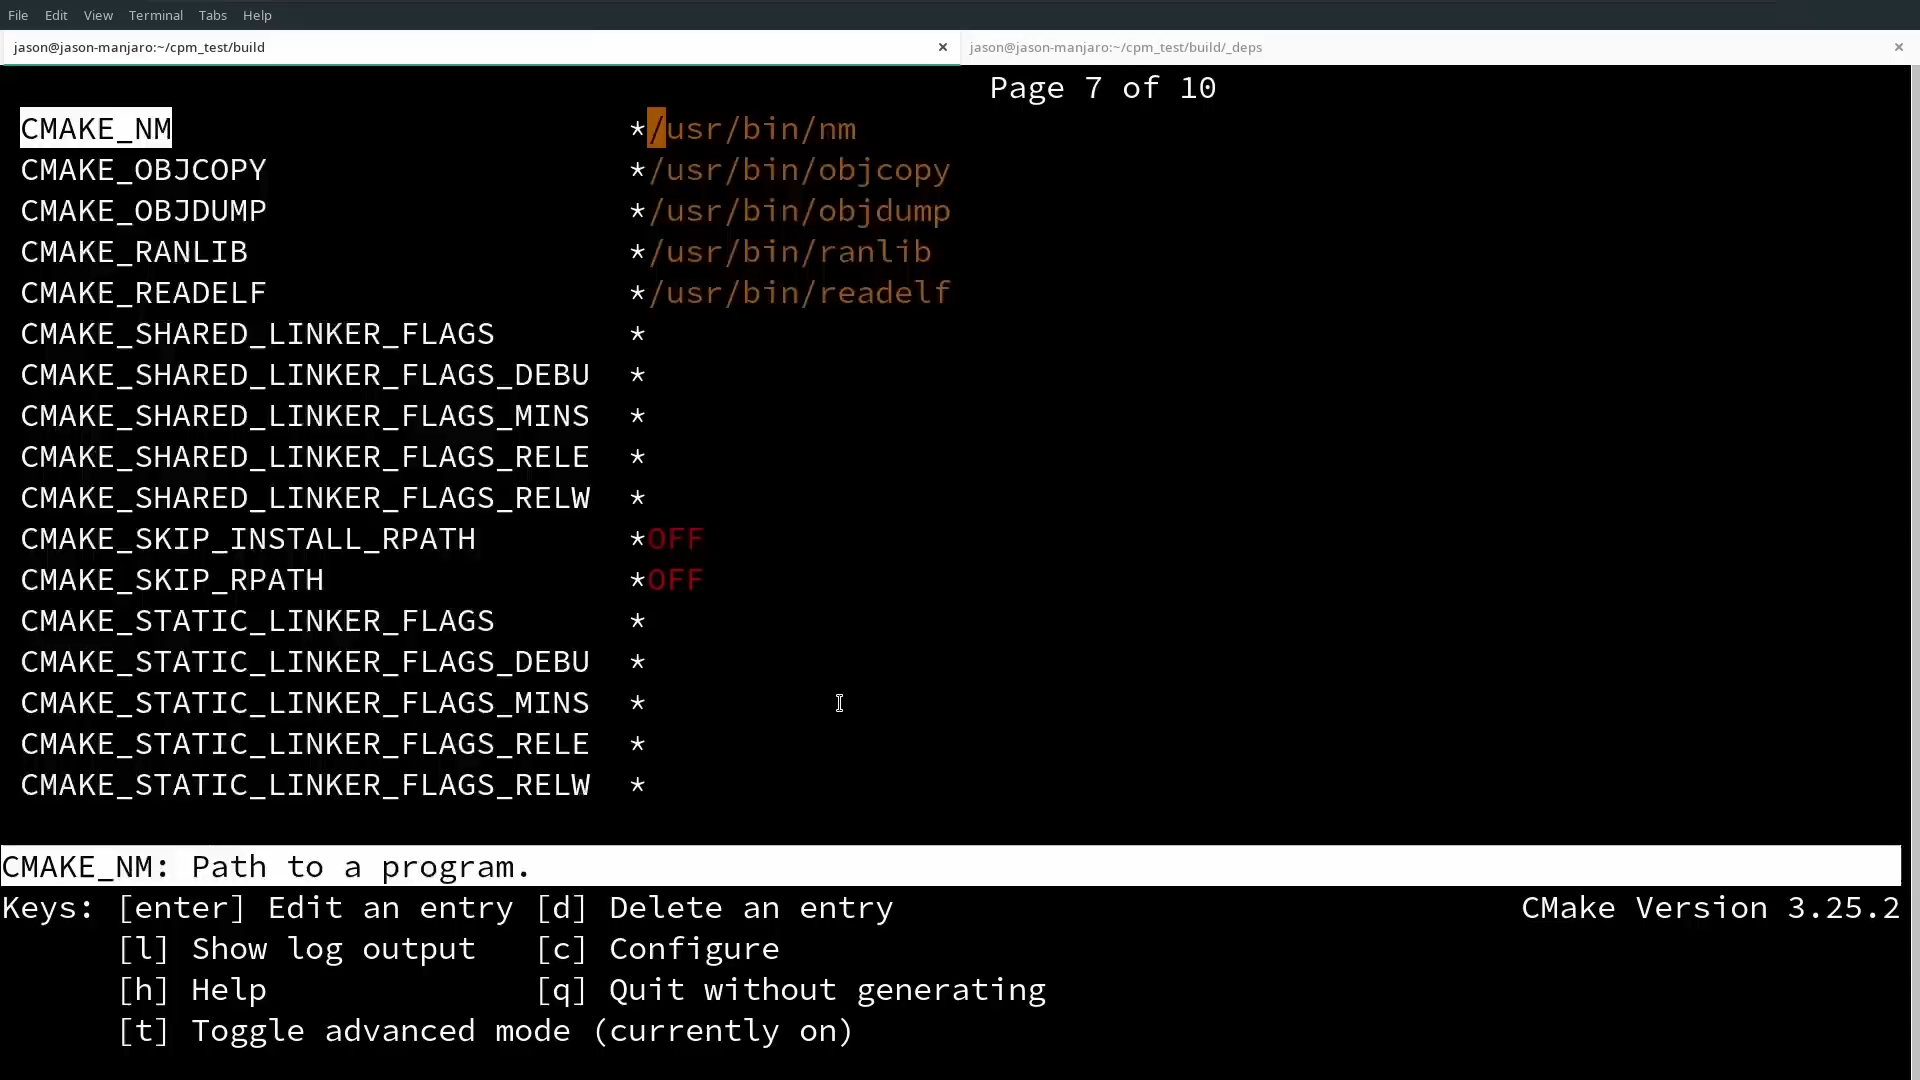 File Edit View Terminal Tabs Help
jason@jason-manjaro:~/cpm_test/build × jason@jason-manjaro:~/cpm_test/build/_deps ×
Page 7 of 10
CMAKE_NM */usr/bin/nm
CMAKE_OBJCOPY */usr/bin/objcopy
CMAKE_OBJDUMP */usr/bin/objdump
CMAKE_RANLIB */usr/bin/ranlib
CMAKE_READELF */usr/bin/readelf
CMAKE_SHARED_LINKER_FLAGS *
CMAKE_SHARED_LINKER_FLAGS_DEBU *
CMAKE_SHARED_LINKER_FLAGS_MINS *
CMAKE_SHARED_LINKER_FLAGS_RELE *
CMAKE_SHARED_LINKER_FLAGS_RELW *
CMAKE_SKIP_INSTALL_RPATH *OFF
CMAKE_SKIP_RPATH *OFF
CMAKE_STATIC_LINKER_FLAGS *
CMAKE_STATIC_LINKER_FLAGS_DEBU *
CMAKE_STATIC_LINKER_FLAGS_MINS *
CMAKE_STATIC_LINKER_FLAGS_RELE *
CMAKE_STATIC_LINKER_FLAGS_RELW *
CMAKE_NM: Path to a program.
Keys: [enter] Edit an entry [d] Delete an entry CMake Version 3.25.2
[l] Show log output [c] Configure
[h] Help [q] Quit without generating
[t] Toggle advanced mode (currently on)